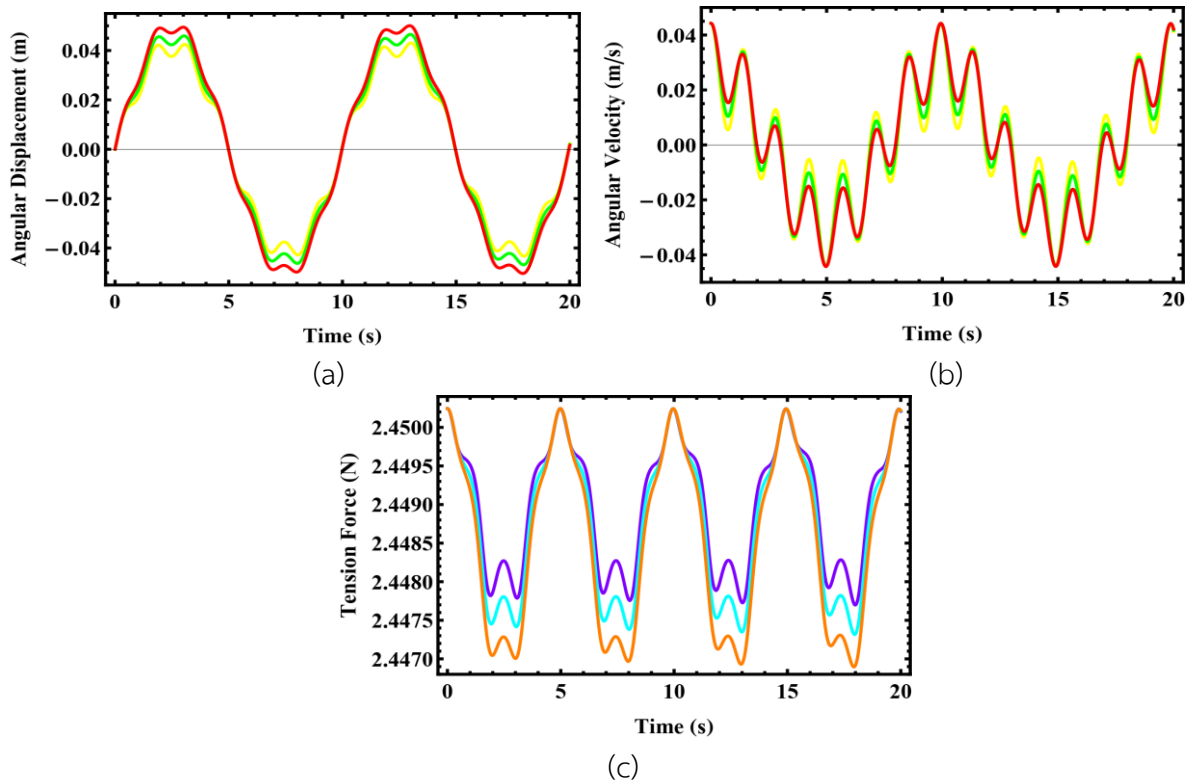 Angular Displacement (m)
0.04
0.02
0.00
−0.02
−0.04
0 5 10 15 20
Time (s)
(a)
Angular Velocity (m/s)
0.04
0.02
0.00
−0.02
−0.04
0 5 10 15 20
Time (s)
(b)
Tension Force (N)
2.4500
2.4495
2.4490
2.4485
2.4480
2.4475
2.4470
0 5 10 15 20
Time (s)
(c)